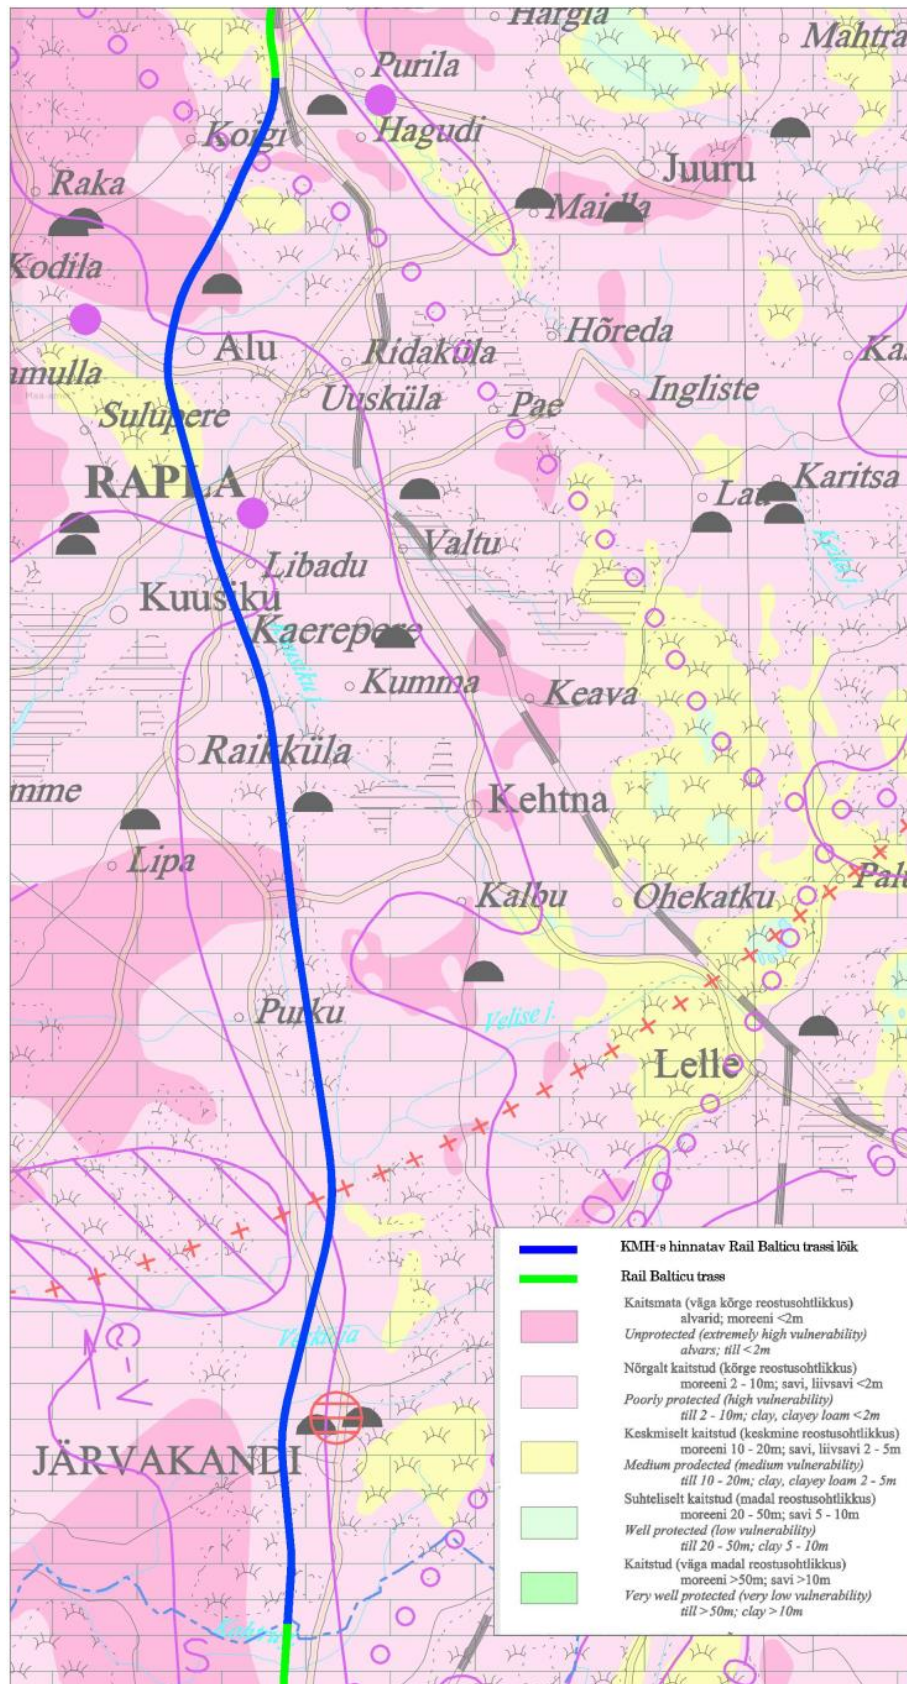 Hargla
Mahtra
Purila
Koigi
Hagudi
Juuru
Raka
Maidla
Kodila
Hõreda
Alu
Ridaküla
Ingliste
Uusküla
Pae
Sulupere
RAPLA
Karitsa
Lau
Valtu
Libadu
Kuusiku
Kaerepere
Kuusiku j.
Kumma
Keava
Raikküla
Kehtna
Lipa
Kalbu
Ohekatku
Purku
Velise j.
Lelle
JÄRVAKANDI
KMH-s hinnatav Rail Balticu trassi lõik
Rail Balticu trass
Kaitsmata (väga kõrge reostusohtlikkus)
alvarid; moreeni <2m
Unprotected (extremely high vulnerability)
alvars; till <2m
Nõrgalt kaitstud (kõrge reostusohtlikkus)
moreeni 2 - 10m; savi, liivsavi <2m
Poorly protected (high vulnerability)
till 2 - 10m; clay, clayey loam <2m
Keskmiselt kaitstud (keskmine reostusohtlikkus)
moreeni 10 - 20m; savi, liivsavi 2 - 5m
Medium prodected (medium vulnerability)
till 10 - 20m; clay, clayey loam 2 - 5m
Suhteliselt kaitstud (madal reostusohtlikkus)
moreeni 20 - 50m; savi 5 - 10m
Well protected (low vulnerability)
till 20 - 50m; clay 5 - 10m
Kaitstud (väga madal reostusohtlikkus)
moreeni >50m; savi >10m
Very well protected (very low vulnerability)
till >50m; clay >10m